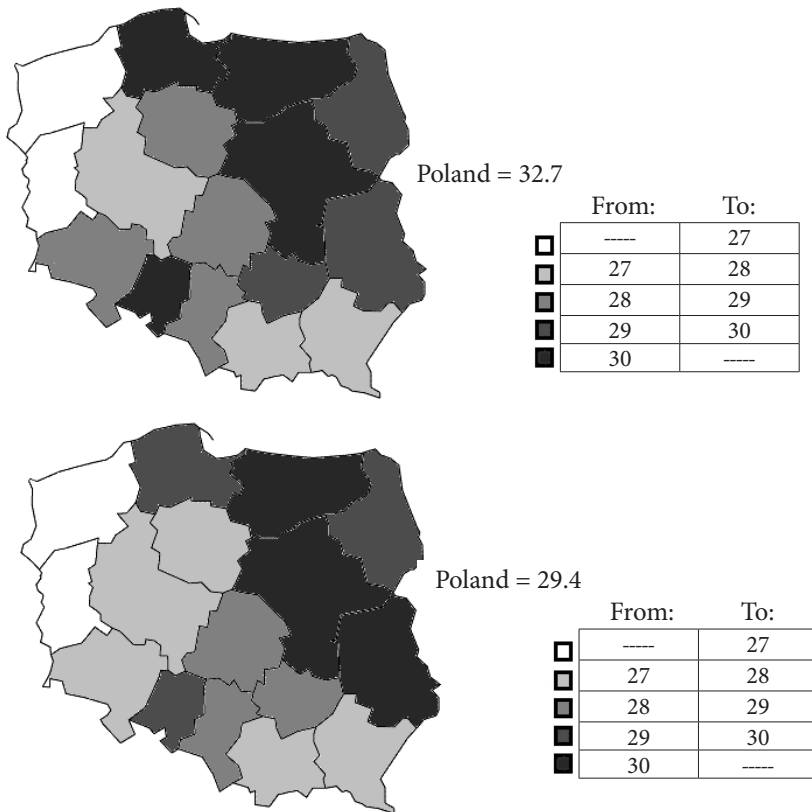 Poland = 32.7
From: To:
----- 27
27 28
28 29
29 30
30 -----
Poland = 29.4
From: To:
----- 27
27 28
28 29
29 30
30 -----